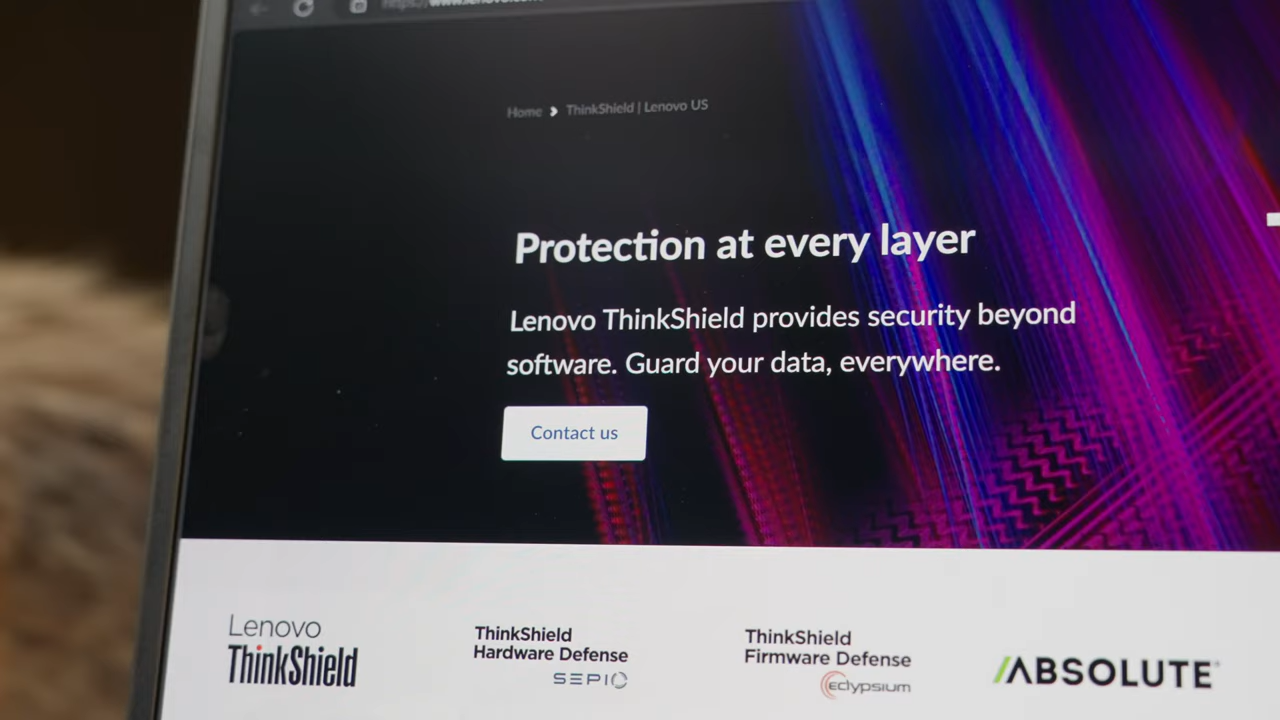 Home > ThinkShield | Lenovo US
Protection at every layer
Lenovo ThinkShield provides security beyond
software. Guard your data, everywhere.
Contact us
Lenovo
ThinkShield
ThinkShield
Hardware Defense
SEPIO
ThinkShield
Firmware Defense
eclypsium
ABSOLUTE